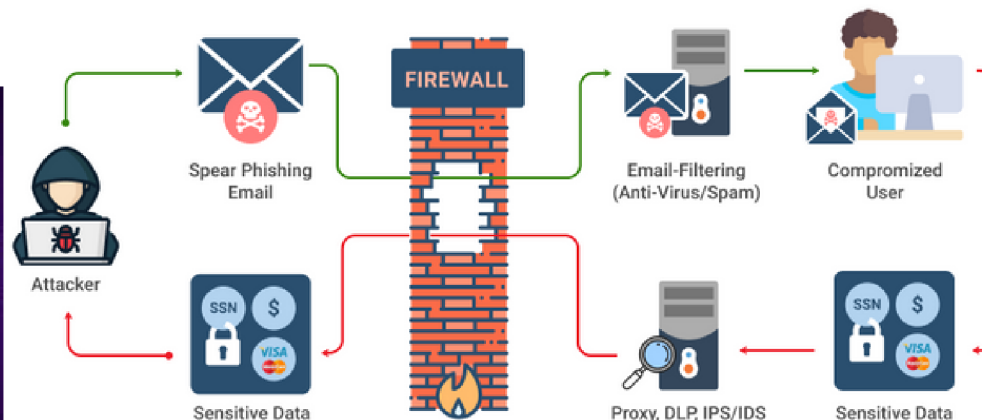 FIREWALL
Spear Phishing
Email
Email-Filtering
(Anti-Virus/Spam)
Compromized
User
Attacker
SSN
$
VISA
Sensitive Data
Proxy, DLP, IPS/IDS
SSN
$
VISA
Sensitive Data